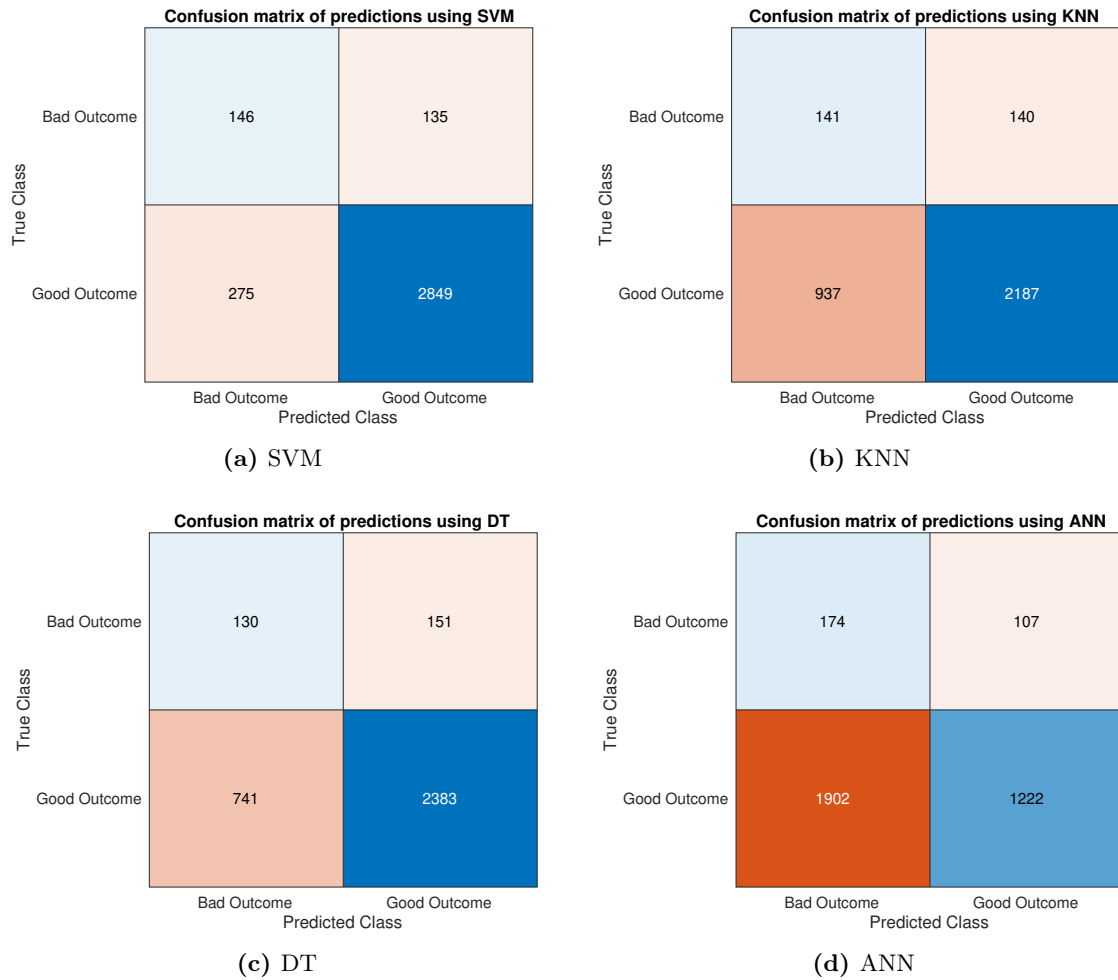 Confusion matrix of predictions using SVM
True Class
Bad Outcome
146
135
Good Outcome
275
2849
Bad Outcome
Good Outcome
Predicted Class
(a) SVM
Confusion matrix of predictions using KNN
True Class
Bad Outcome
141
140
Good Outcome
937
2187
Bad Outcome
Good Outcome
Predicted Class
(b) KNN
Confusion matrix of predictions using DT
True Class
Bad Outcome
130
151
Good Outcome
741
2383
Bad Outcome
Good Outcome
Predicted Class
(c) DT
Confusion matrix of predictions using ANN
True Class
Bad Outcome
174
107
Good Outcome
1902
1222
Bad Outcome
Good Outcome
Predicted Class
(d) ANN